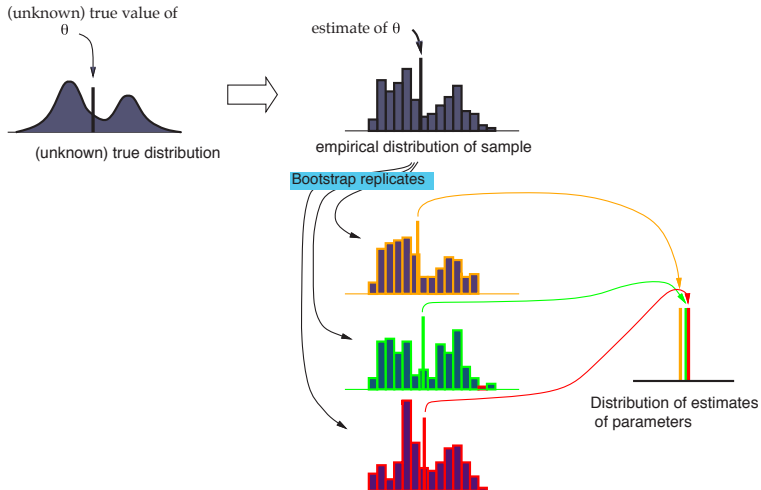 (unknown) true value of
θ
estimate of θ
(unknown) true distribution
empirical distribution of sample
Bootstrap replicates
Distribution of estimates
of parameters